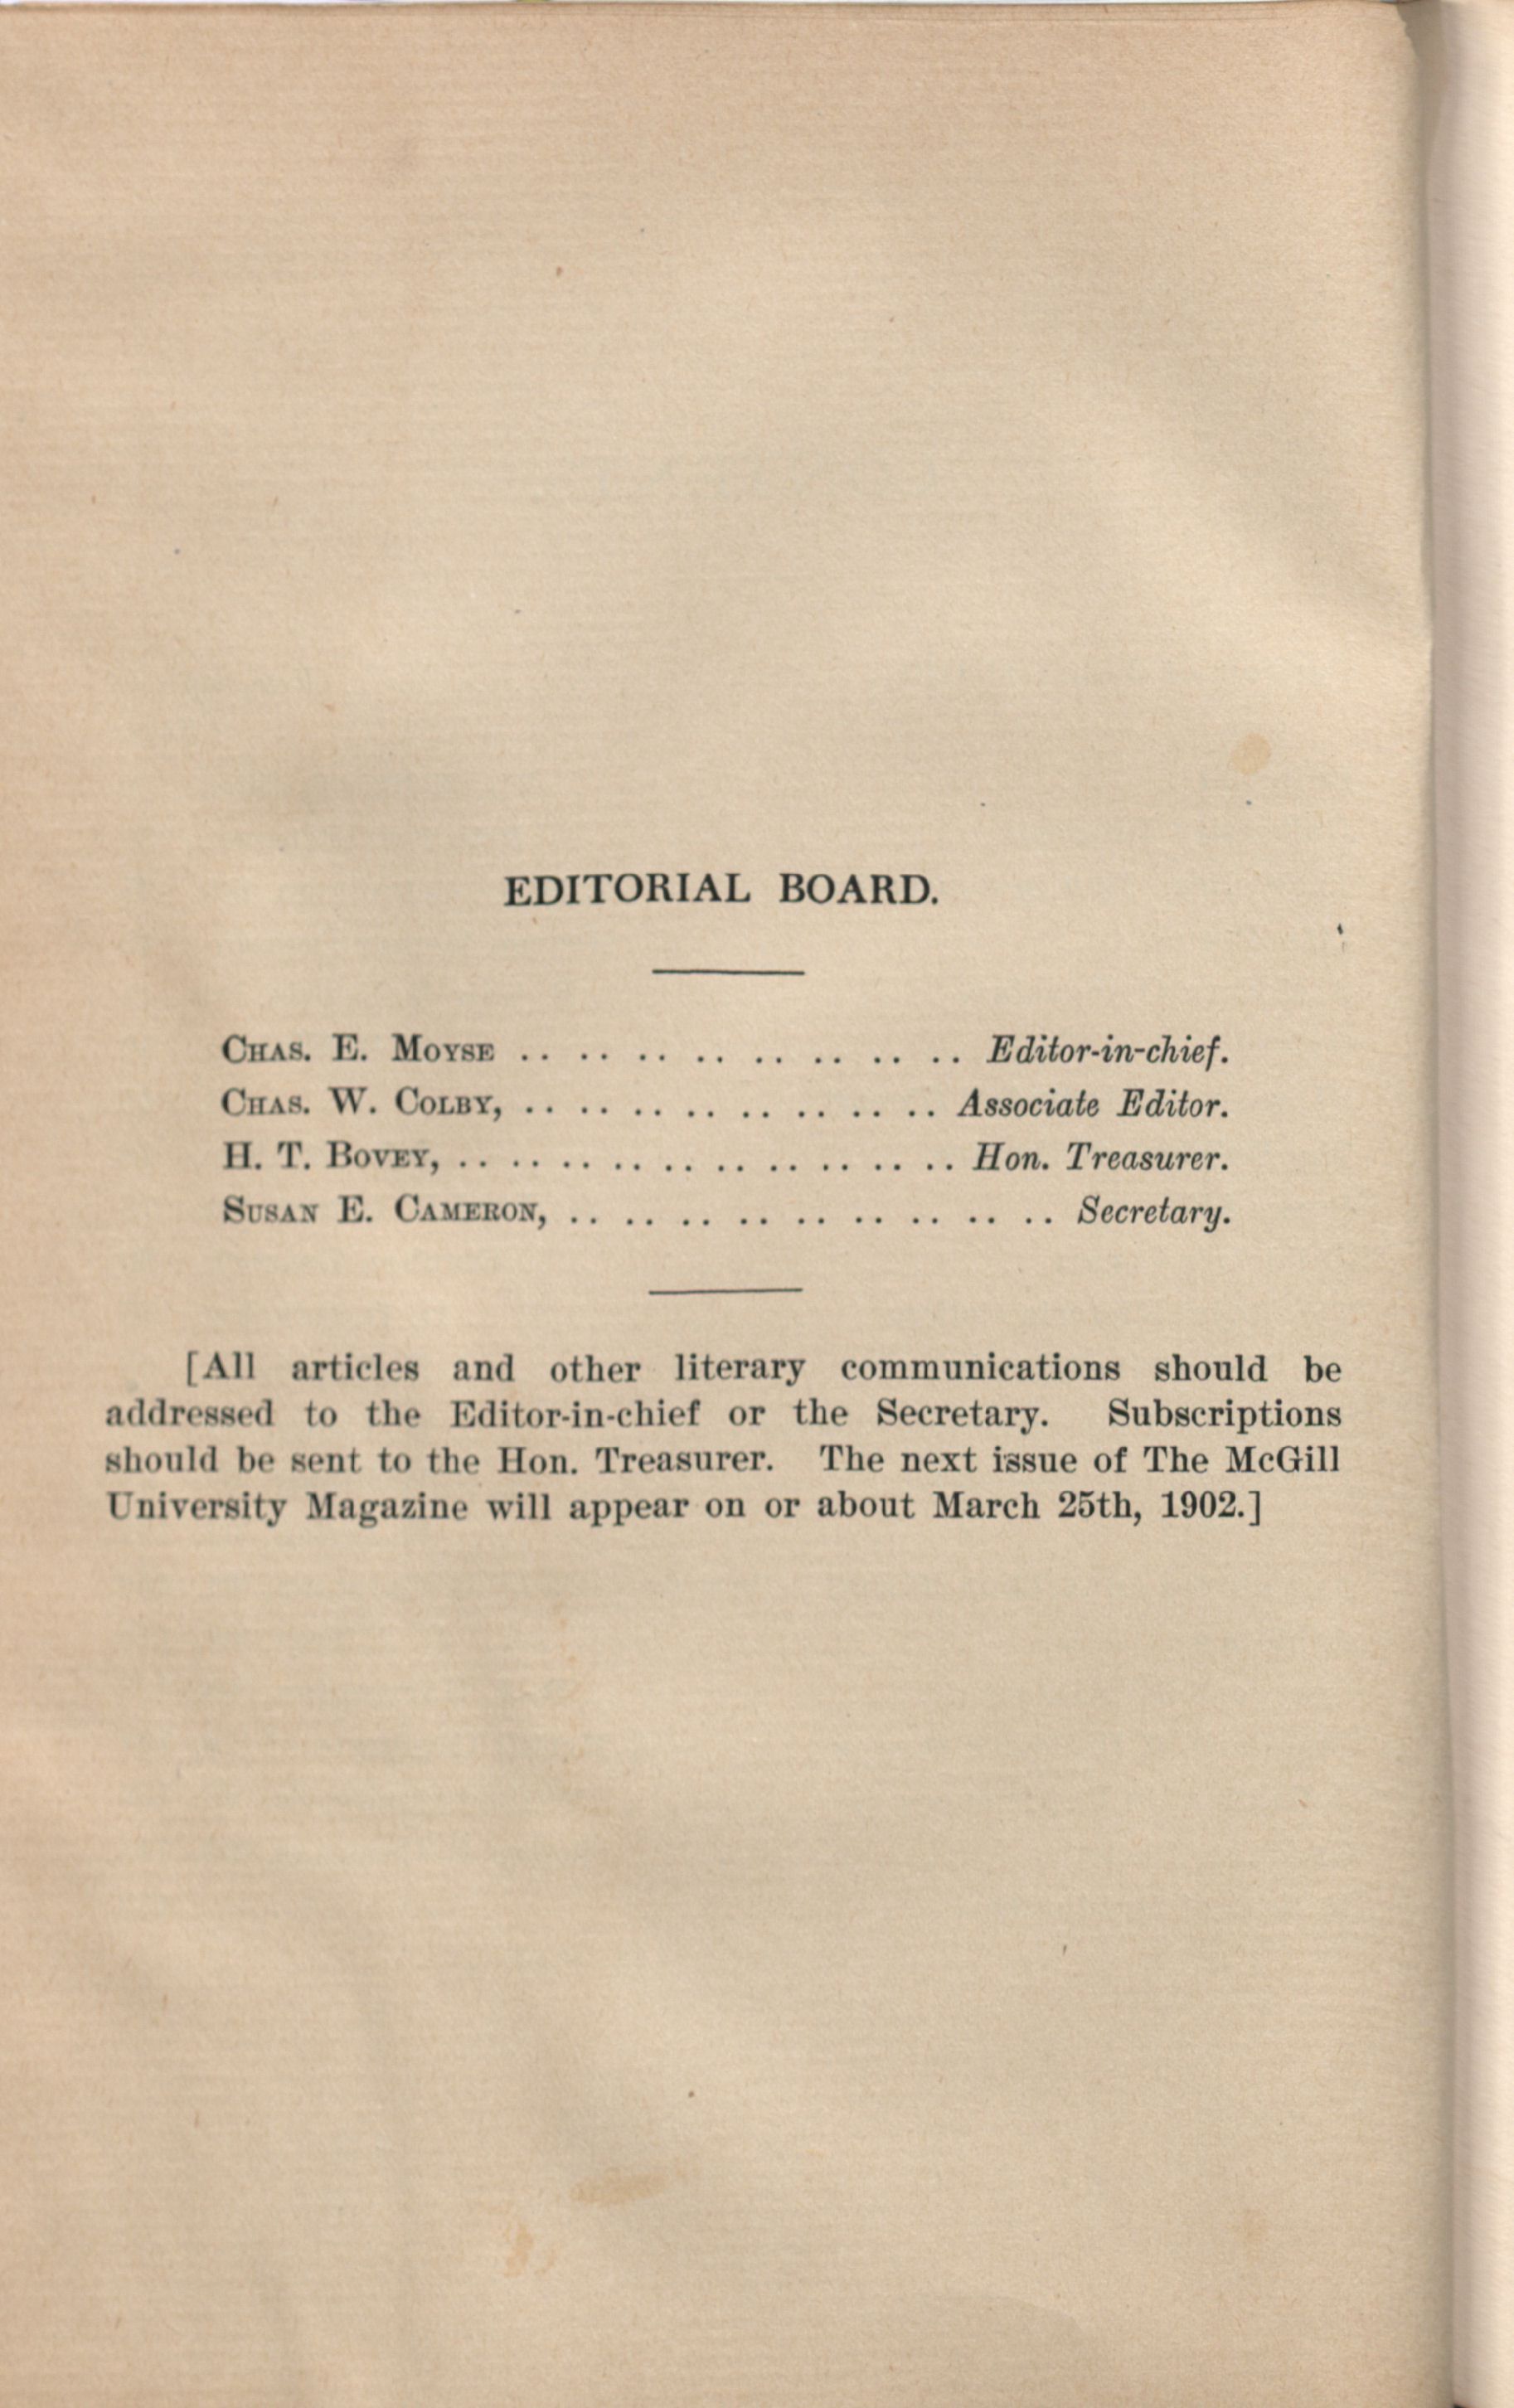 EDITORIAL BOARD.
CHAS. E. MOYSE .. .. .. .. .. .. .. .. Editor-in-chief.
CHAS. W. COLBY, .. .. .. .. .. .. .. .. Associate Editor.
H. T. BOVEY, .. .. .. .. .. .. .. .. .. .. Hon. Treasurer.
SUSAN E. CAMERON, .. .. .. .. .. .. .. .. .. Secretary.
[All articles and other literary communications should be
addressed to the Editor-in-chief or the Secretary. Subscriptions
should be sent to the Hon. Treasurer. The next issue of The McGill
University Magazine will appear on or about March 25th, 1902.]